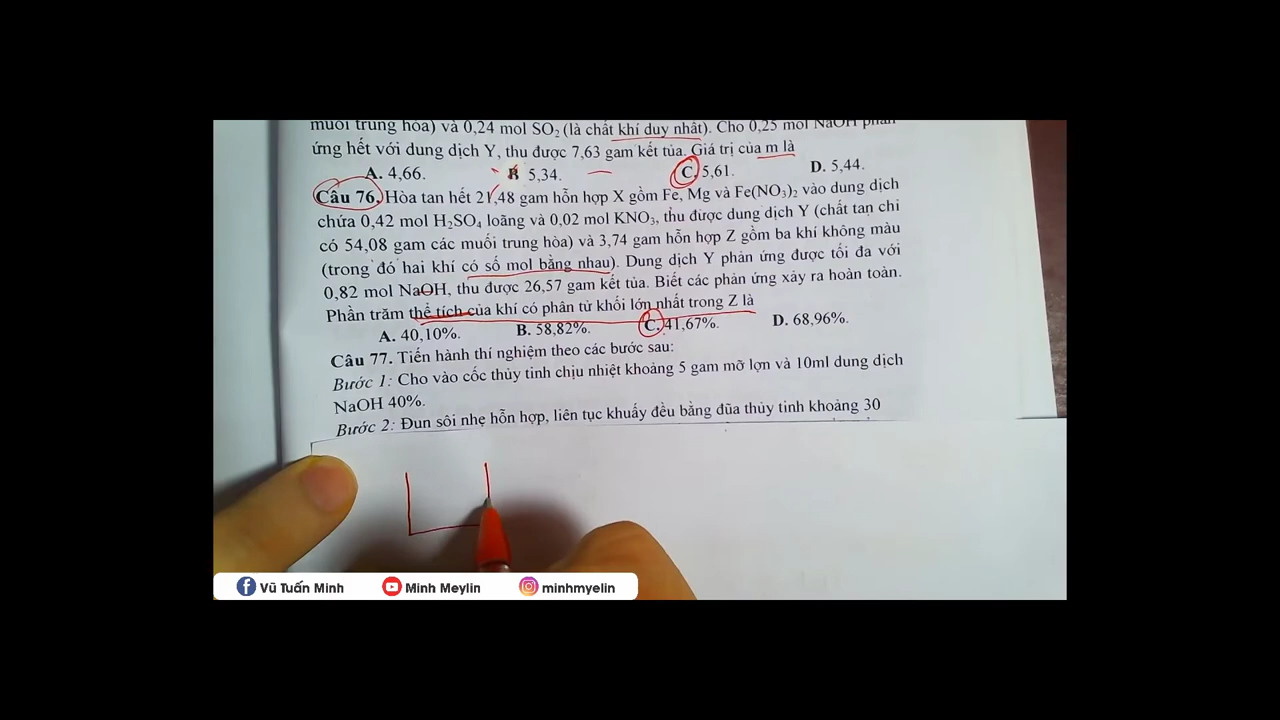 muối trung hòa) và 0,24 mol SO₂ (là chất khí duy nhất). Cho 0,25 mol NaOH phản
ứng hết với dung dịch Y, thu được 7,63 gam kết tủa. Giá trị của m là
A. 4,66. B 5,34. C. 5,61. D. 5,44.
Câu 76. Hòa tan hết 21,48 gam hỗn hợp X gồm Fe, Mg và Fe(NO₃)₂ vào dung dịch
chứa 0,42 mol H₂SO₄ loãng và 0,02 mol KNO₃, thu được dung dịch Y (chất tan chỉ
có 54,08 gam các muối trung hòa) và 3,74 gam hỗn hợp Z gồm ba khí không màu
(trong đó hai khí có số mol bằng nhau). Dung dịch Y phản ứng được tối đa với
0,82 mol NaOH, thu được 26,57 gam kết tủa. Biết các phản ứng xảy ra hoàn toàn.
Phần trăm thể tích của khí có phân tử khối lớn nhất trong Z là
A. 40,10%. B. 58,82%. C. 41,67%. D. 68,96%.
Câu 77. Tiến hành thí nghiệm theo các bước sau:
Bước 1: Cho vào cốc thủy tinh chịu nhiệt khoảng 5 gam mỡ lợn và 10ml dung dịch
NaOH 40%.
Bước 2: Đun sôi nhẹ hỗn hợp, liên tục khuấy đều bằng đũa thủy tinh khoảng 30
Vũ Tuấn Minh Minh Meylin minhmyelin